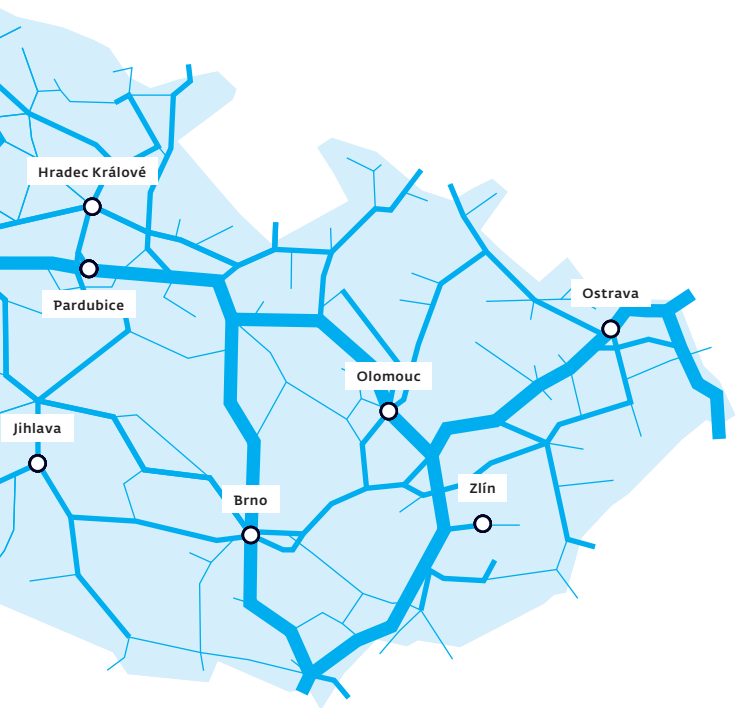 Hradec Králové
Pardubice
Ostrava
Olomouc
Jihlava
Zlín
Brno